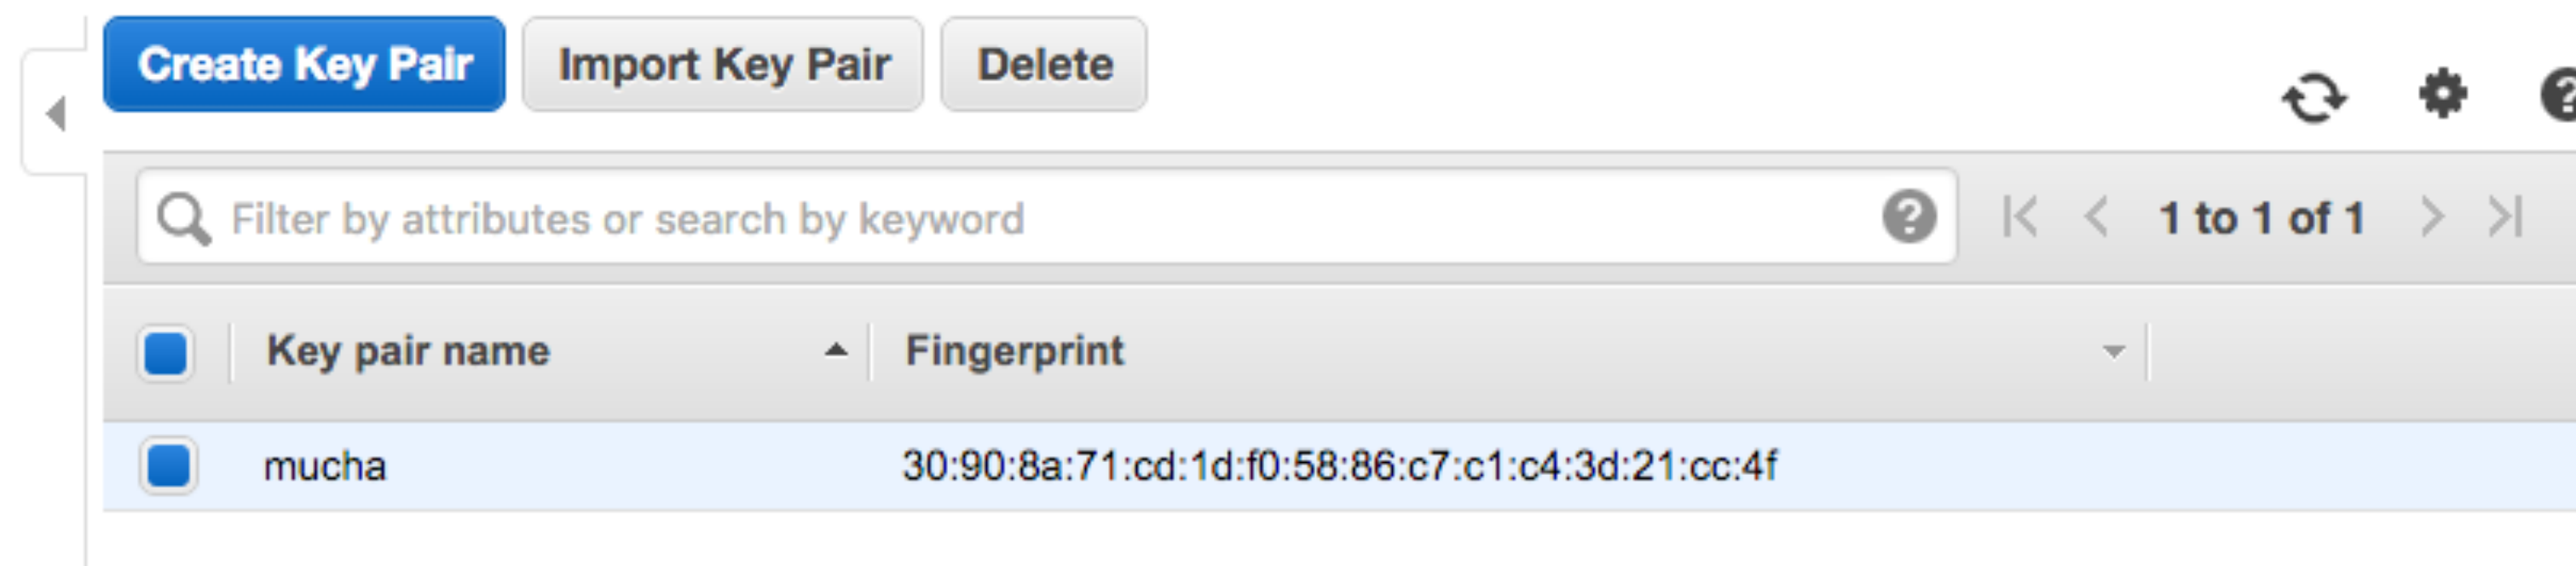 Create Key Pair Import Key Pair Delete
Filter by attributes or search by keyword 1 to 1 of 1
Key pair name Fingerprint
mucha 30:90:8a:71:cd:1d:f0:58:86:c7:c1:c4:3d:21:cc:4f